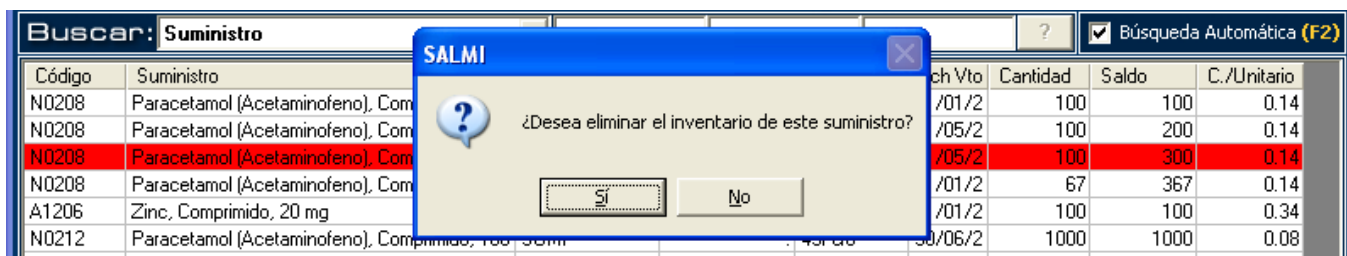 Buscar: Suministro ? Búsqueda Automática (F2)
SALMI
Código Suministro ch Vto Cantidad Saldo C./Unitario
N0208 Paracetamol (Acetaminofeno), Com /01/2 100 100 0.14
N0208 Paracetamol (Acetaminofeno), Com /05/2 100 200 0.14
¿Desea eliminar el inventario de este suministro?
N0208 Paracetamol (Acetaminofeno), Com /05/2 100 300 0.14
N0208 Paracetamol (Acetaminofeno), Com /01/2 67 367 0.14
Sí No
A1206 Zinc, Comprimido, 20 mg /01/2 100 100 0.34
N0212 Paracetamol (Acetaminofeno), Comprimido, /06/2 1000 1000 0.08